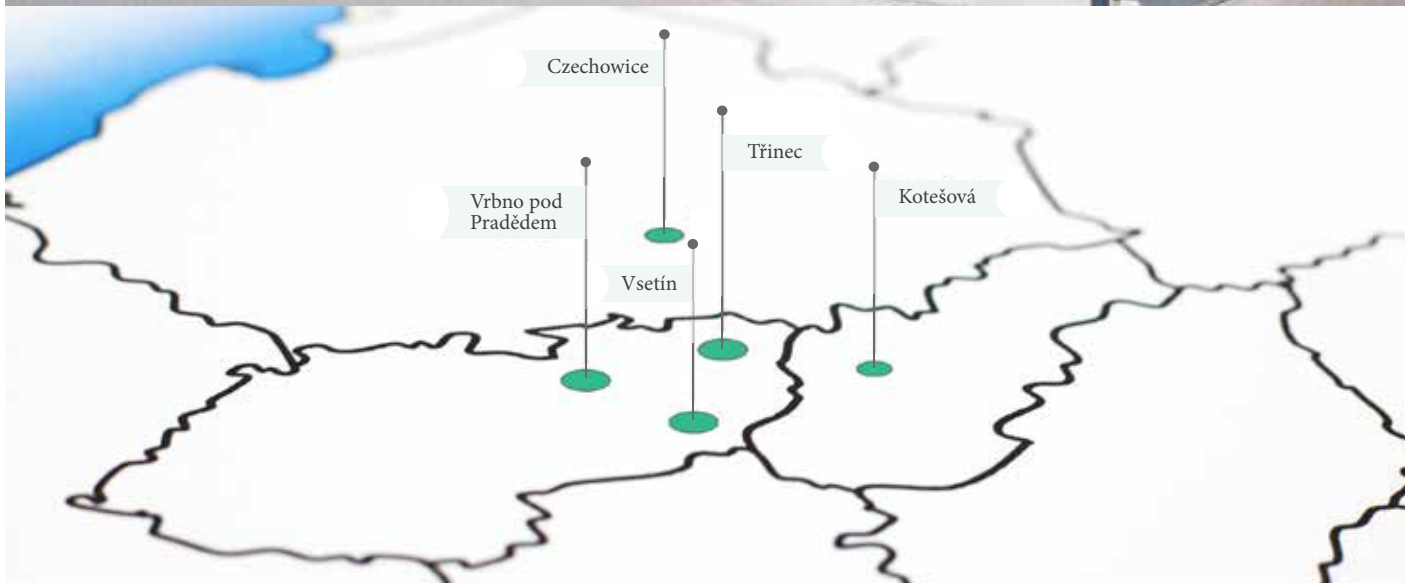 Czechowice
Třinec
Vrbno pod
Pradědem
Kotešová
Vsetín